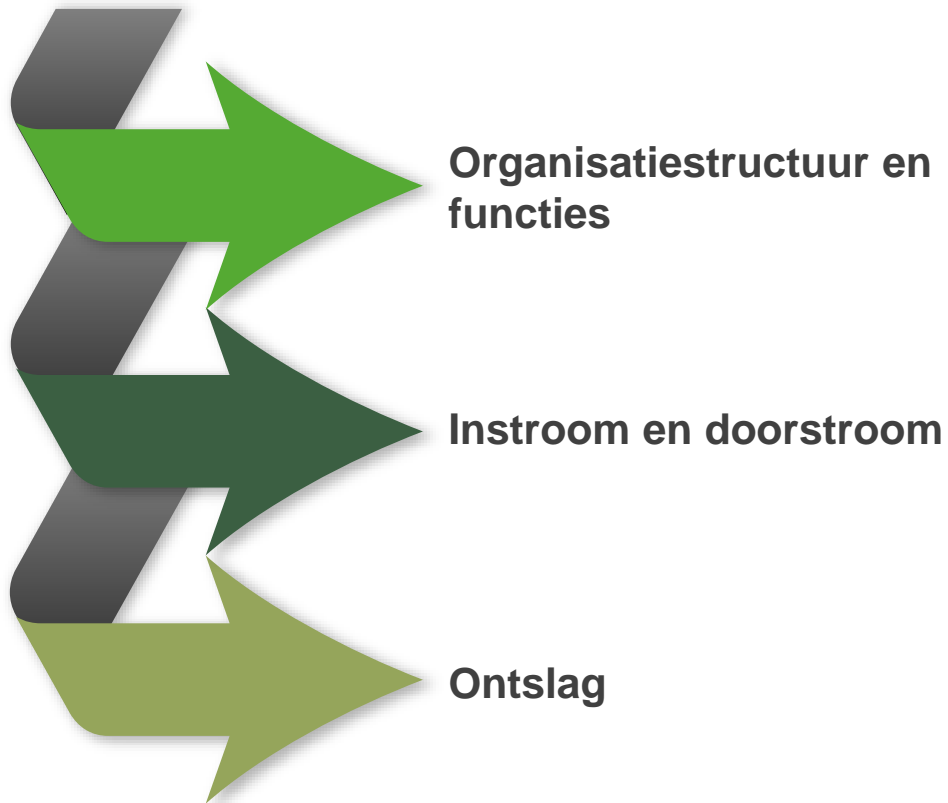 Organisatiestructuur en
functies
Instroom en doorstroom
Ontslag